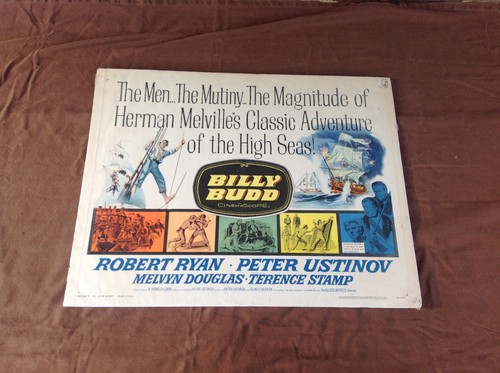 The Men... The Mutiny... The Magnitude of
Herman Melville's Classic Adventure
of the High Seas!
BILLY
BUDD
CINEMASCOPE
ROBERT RYAN · PETER USTINOV
MELVYN DOUGLAS · TERENCE STAMP